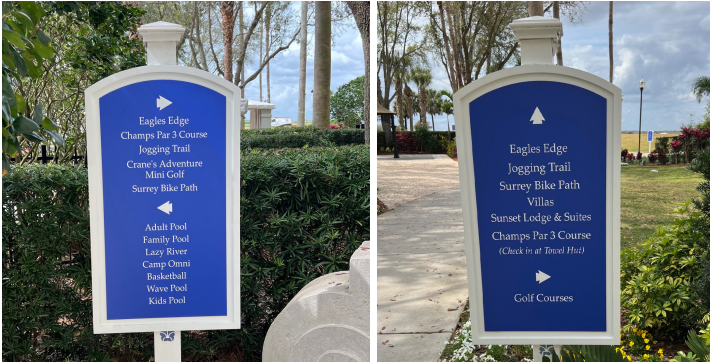 Eagles Edge
Champs Par 3 Course
Jogging Trail
Crane's Adventure
Mini Golf
Surrey Bike Path
Adult Pool
Family Pool
Lazy River
Camp Omni
Basketball
Wave Pool
Kids Pool
Eagles Edge
Jogging Trail
Surrey Bike Path
Villas
Sunset Lodge & Suites
Champs Par 3 Course
(Check in at Towel Hut)
Golf Courses